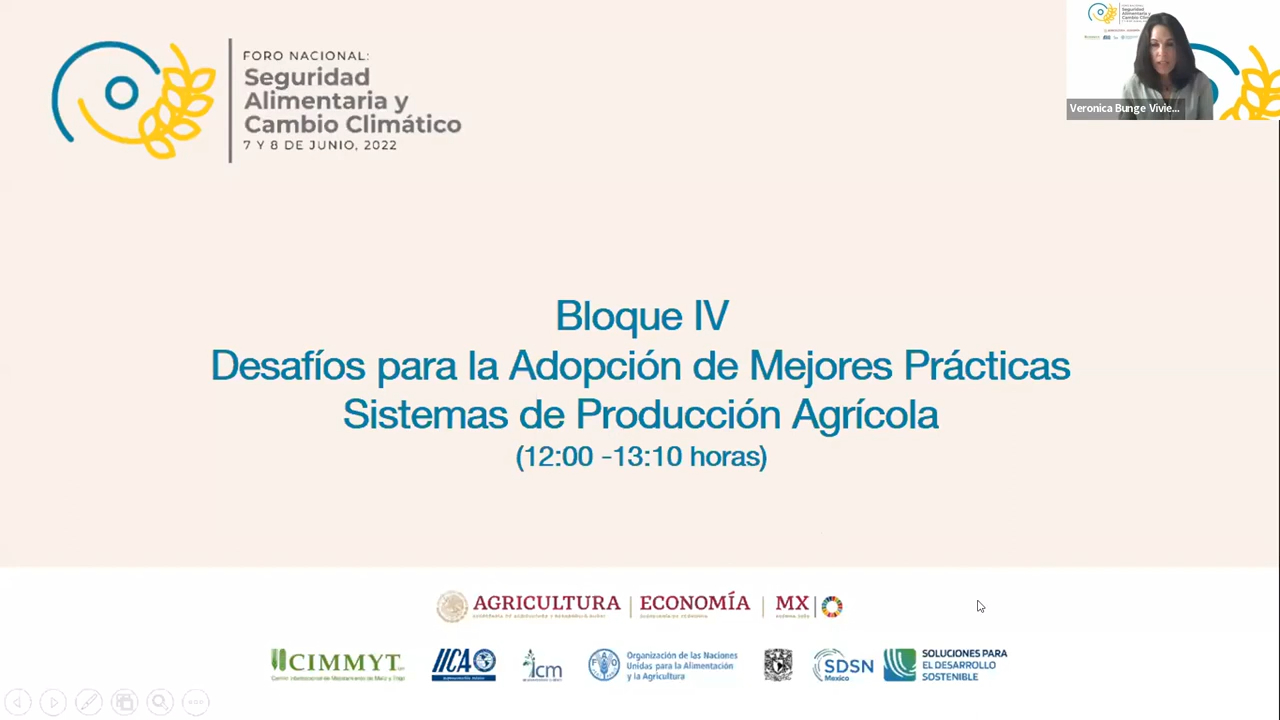 FORO NACIONAL:
Seguridad
Alimentaria y
Cambio Climático
7 Y 8 DE JUNIO, 2022
Veronica Bunge Vivie...
Bloque IV
Desafíos para la Adopción de Mejores Prácticas
Sistemas de Producción Agrícola
(12:00 -13:10 horas)
AGRICULTURA
ECONOMÍA
MX
CIMMYT
IICA
icm
FAO
Organización de las Naciones
Unidas para la Alimentación
y la Agricultura
SDSN
Mexico
SOLUCIONES PARA
EL DESARROLLO
SOSTENIBLE